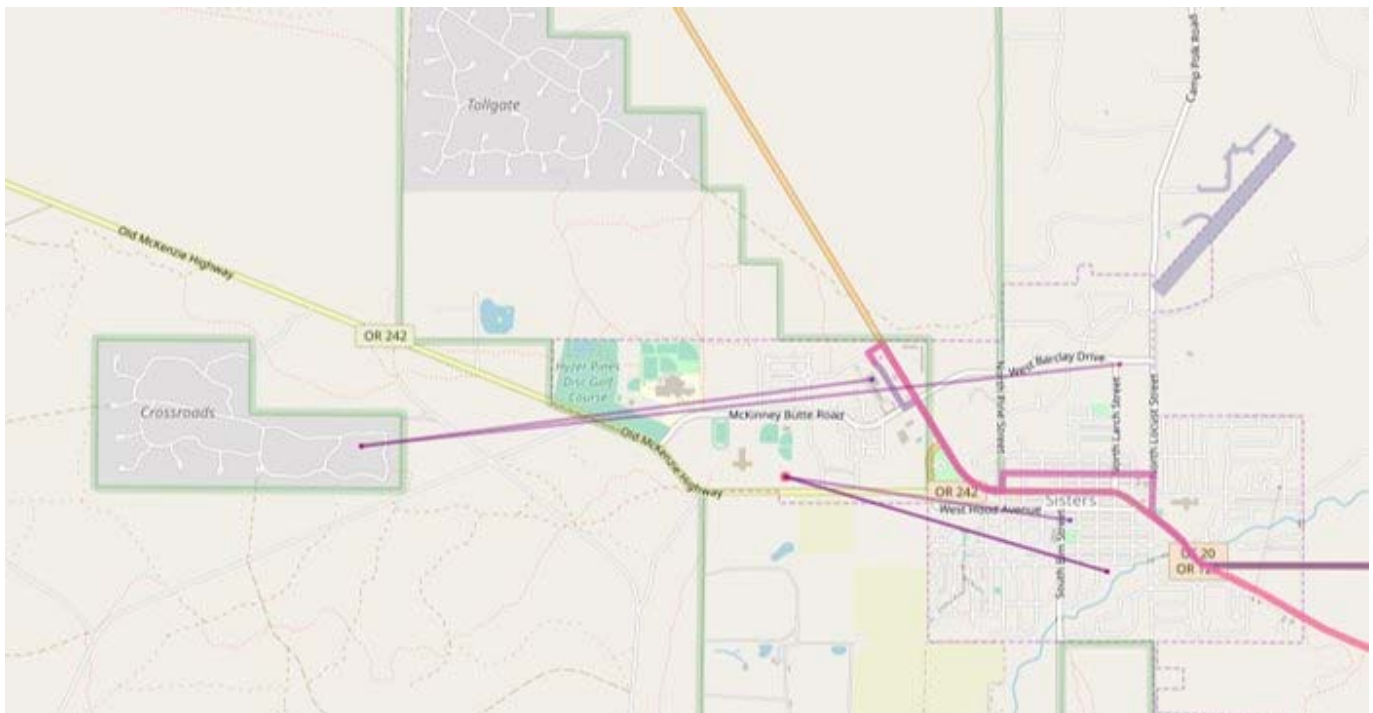 Tollgate
Camp Polk Road
Old McKenzie Highway
OR 242
Crossroads
Hyzer Pines
Disc Golf
Course
McKinney Butte Road
Old McKenzie Highway
North Pine Street
West Barclay Drive
North Larch Street
North Locust Street
OR 242
Sisters
West Hood Avenue
South Elm Street
20
OR